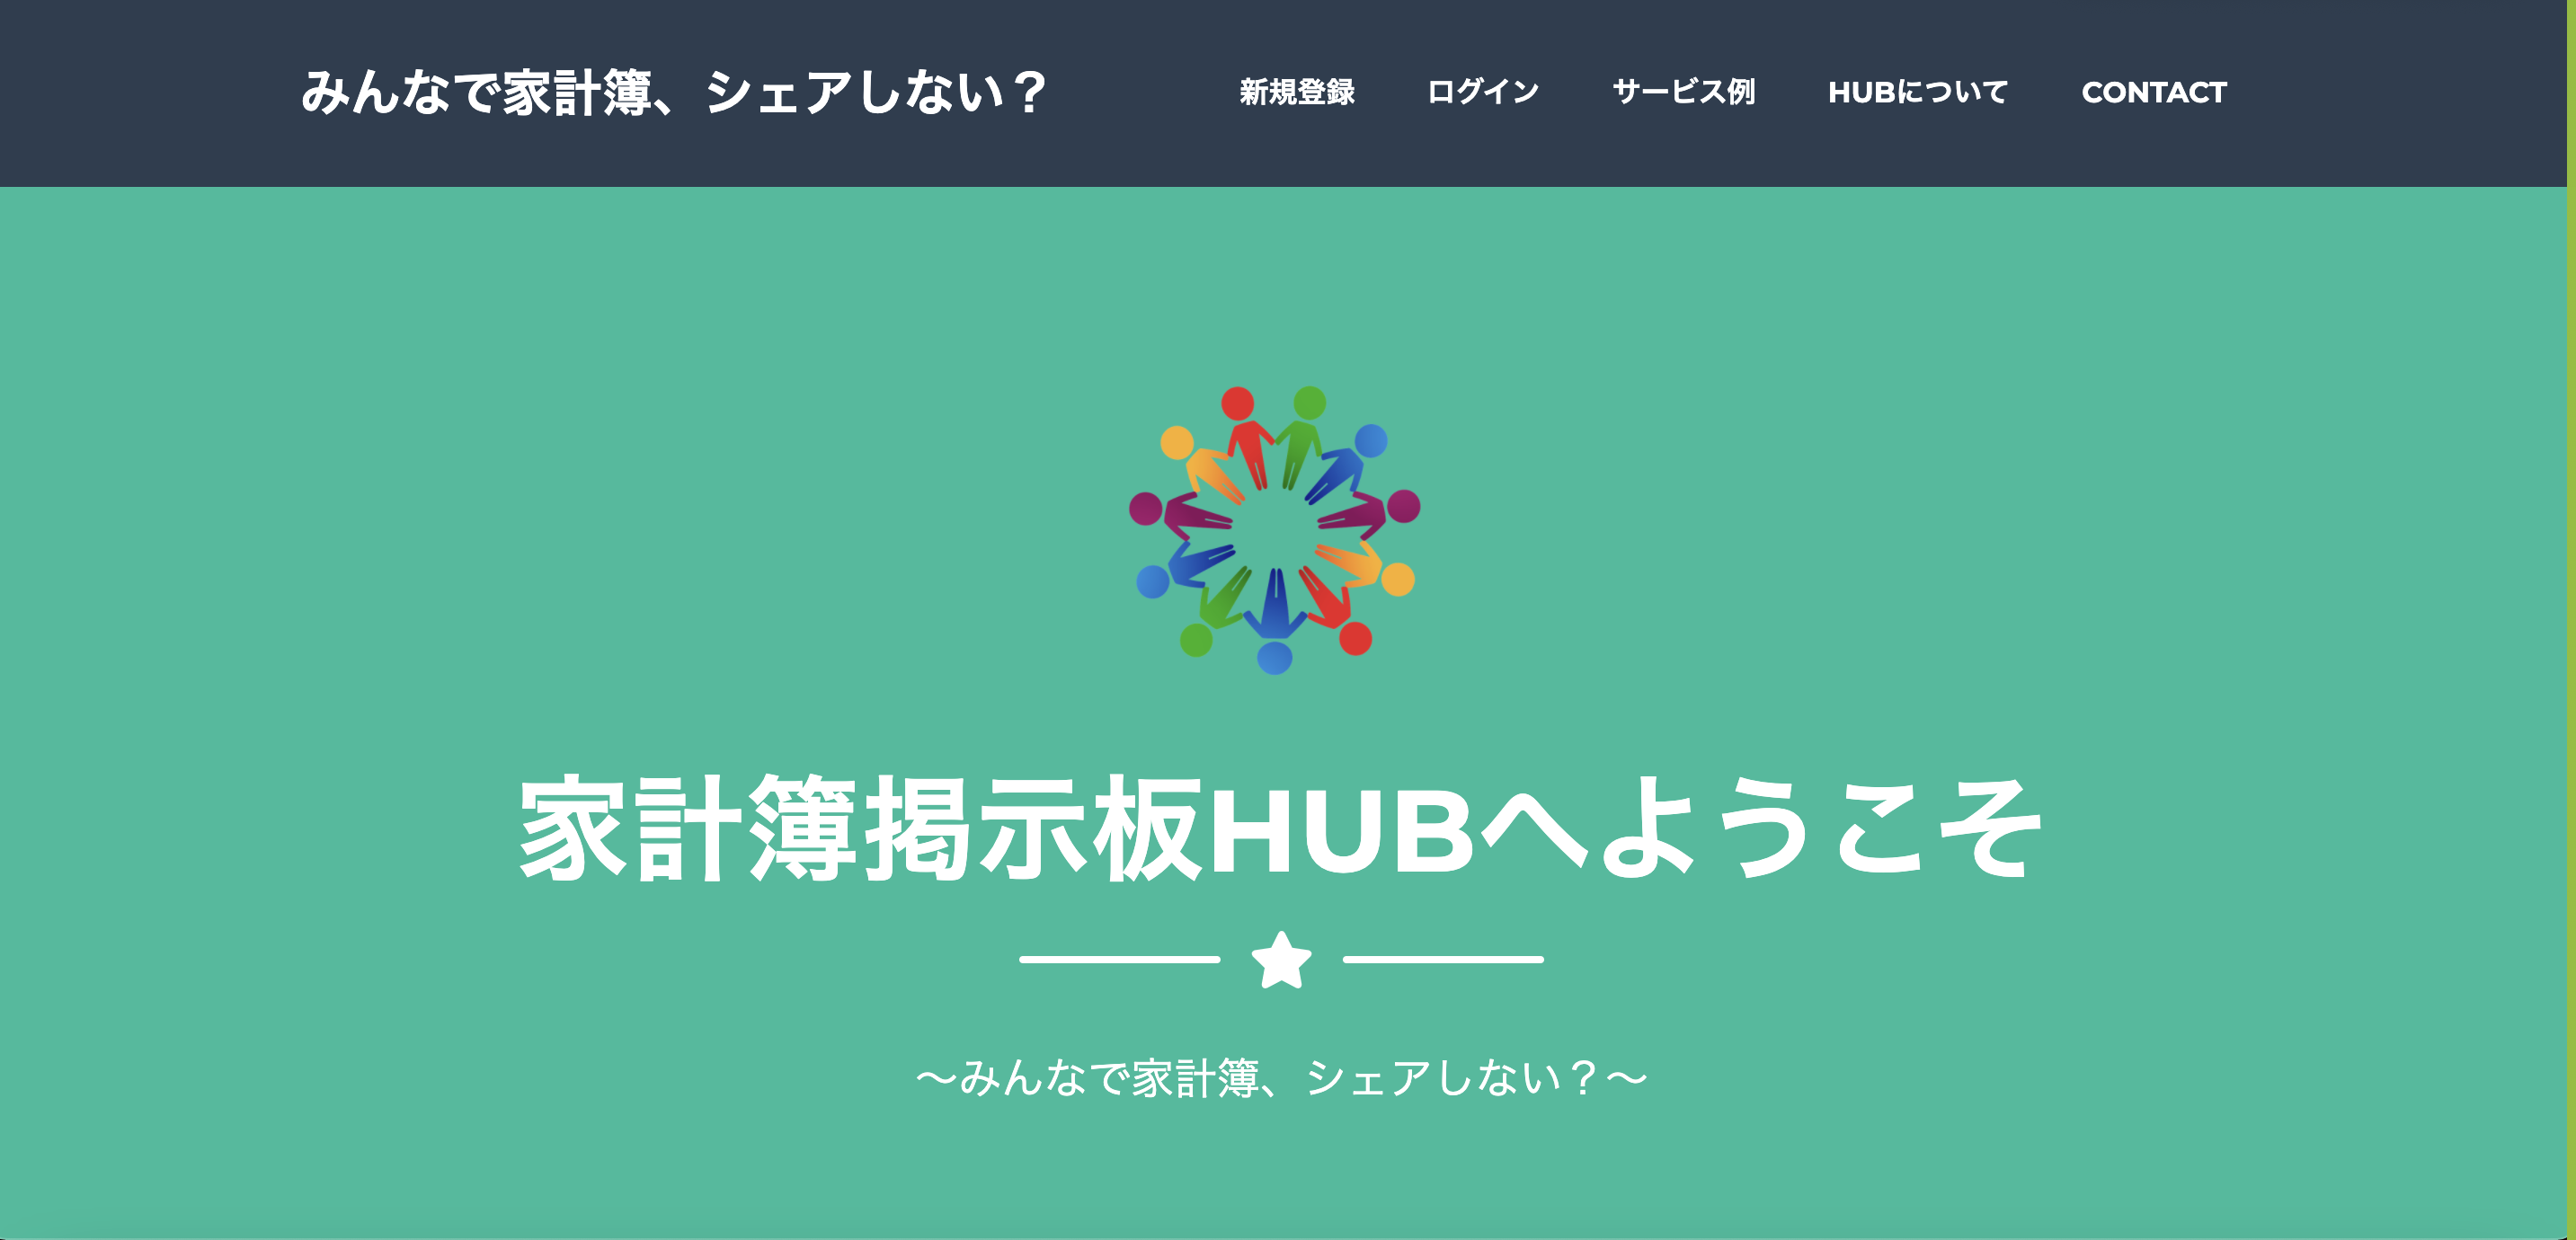 みんなで家計簿、シェアしない？
新規登録 ログイン サービス例 HUBについて CONTACT
家計簿掲示板HUBへようこそ
〜みんなで家計簿、シェアしない？〜